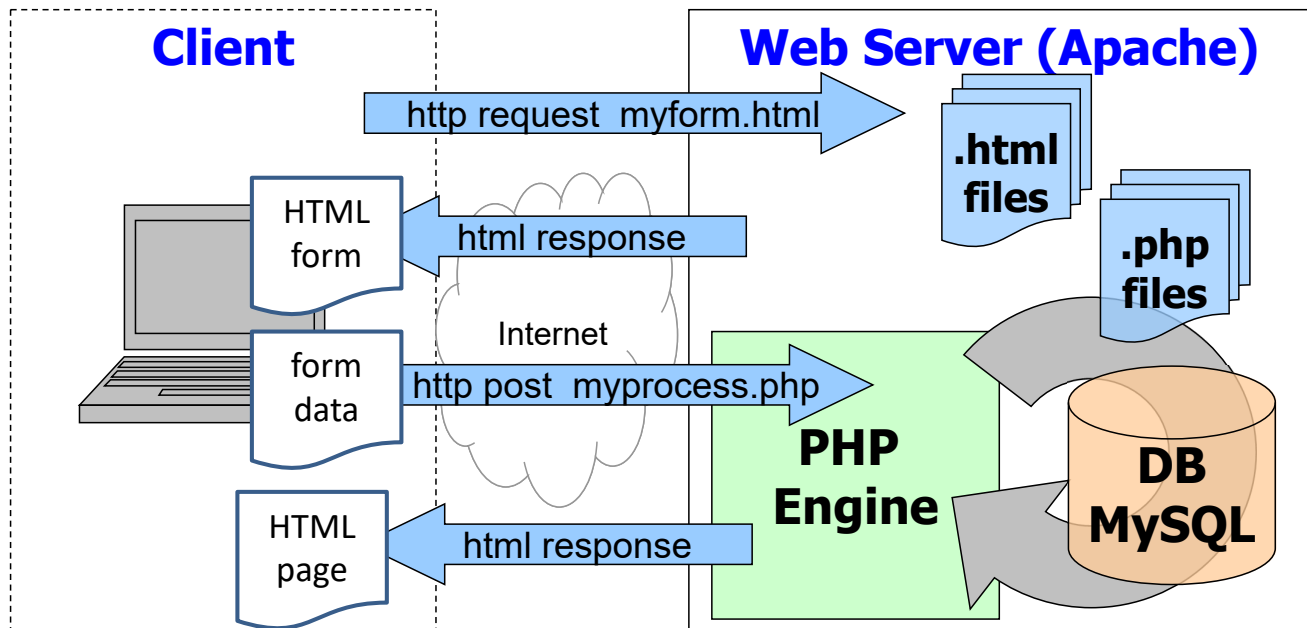 Client
Web Server (Apache)
http request myform.html
.html
files
HTML
form
html response
.php
files
Internet
form
data
http post myprocess.php
PHP
Engine
DB
MySQL
HTML
page
html response